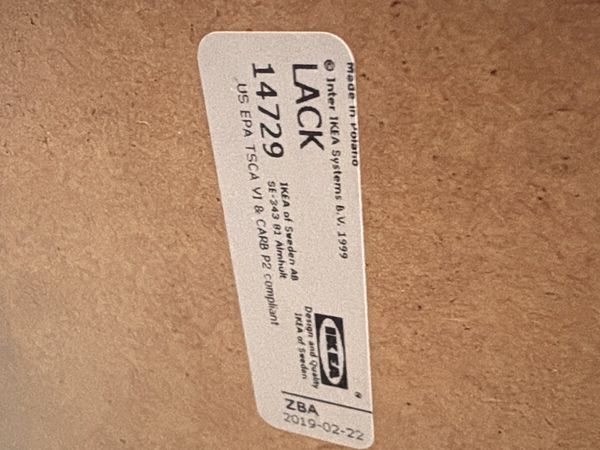 Made in Poland
© Inter IKEA Systems B.V. 1999
LACK
14729
IKEA of Sweden AB
SE-343 81 Älmhult
US EPA TSCA VI & CARB P2 compliant
IKEA
®
Design and Quality
IKEA of Sweden
ZBA
2019-02-22